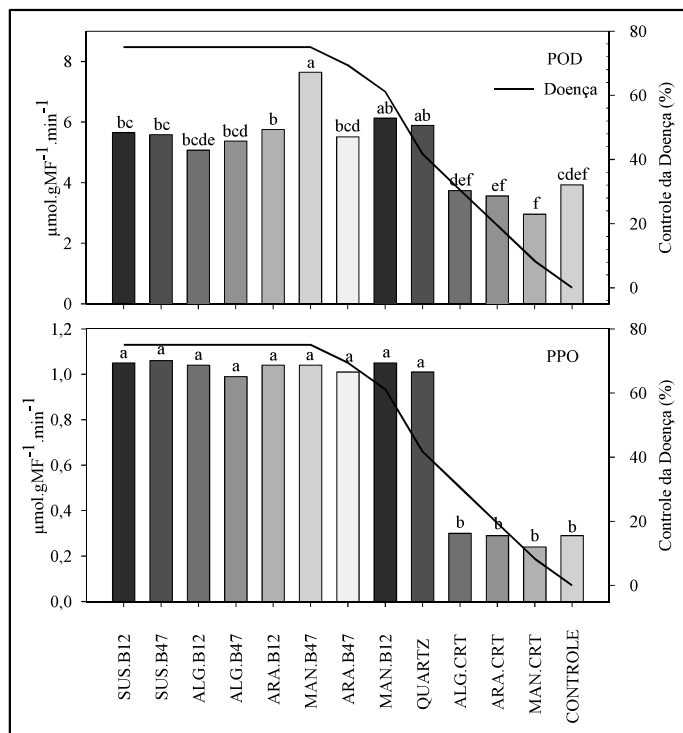 POD
Doença
8
6
4
2
0
µmol.gMF⁻¹.min⁻¹
bc
bc
bcde
bcd
b
a
bcd
ab
ab
def
ef
f
cdef
80
60
40
20
0
Controle da Doença (%)
PPO
1,2
1,0
0,8
0,6
0,4
0,2
0,0
µmol.gMF⁻¹.min⁻¹
a
a
a
a
a
a
a
a
a
b
b
b
b
80
60
40
20
0
Controle da Doença (%)
SUS.B12
SUS.B47
ALG.B12
ALG.B47
ARA.B12
MAN.B47
ARA.B47
MAN.B12
QUARTZ
ALG.CRT
ARA.CRT
MAN.CRT
CONTROLE